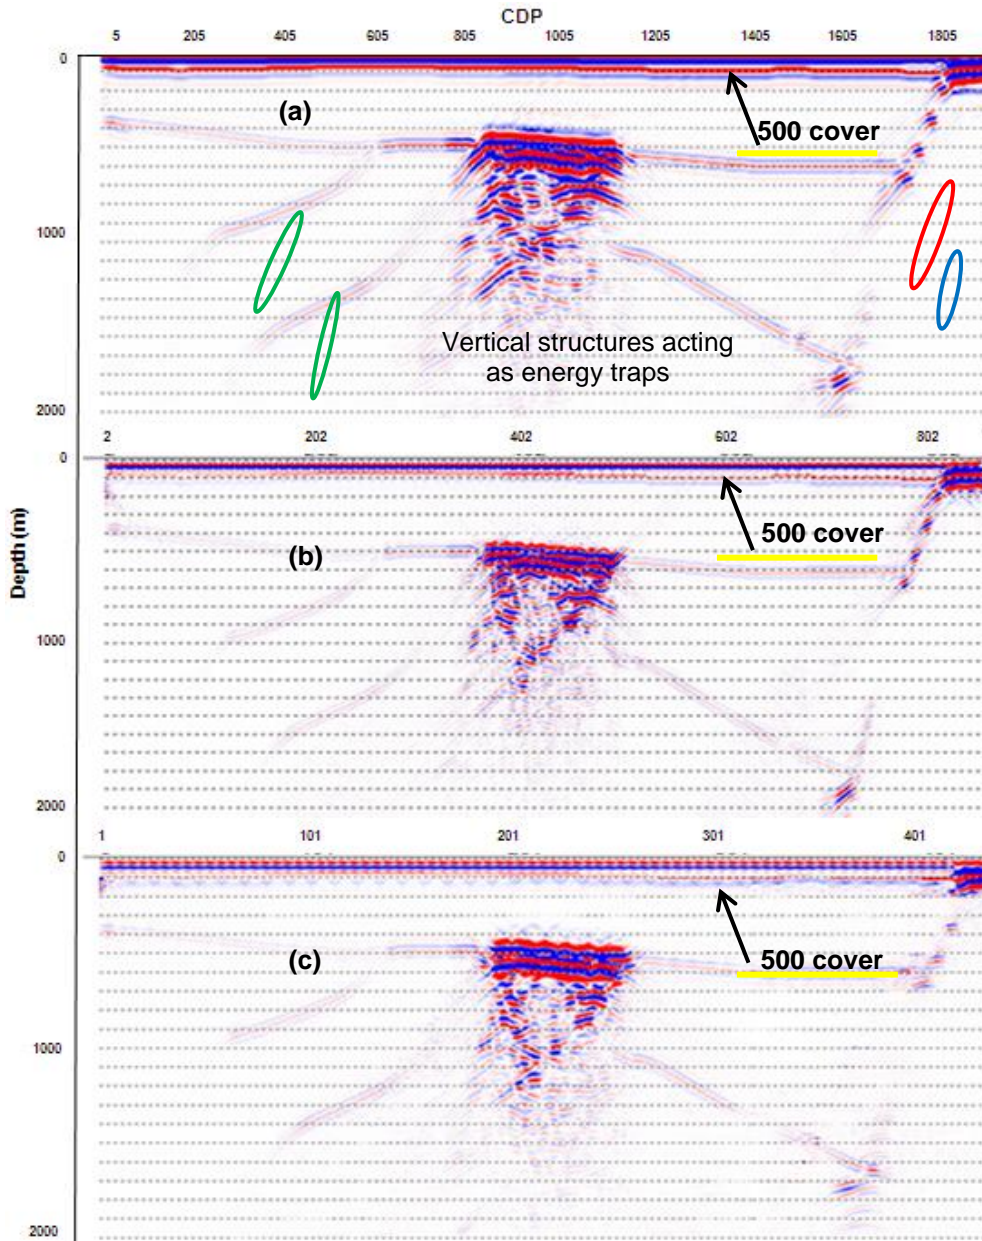 CDP
5 205 405 605 805 1005 1205 1405 1605 1805
0
(a)
500 cover
1000
Vertical structures acting
as energy traps
2000
2 202 402 602 802
0
500 cover
(b)
Depth (m)
1000
2000
1 101 201 301 401
0
(c)
500 cover
1000
2000